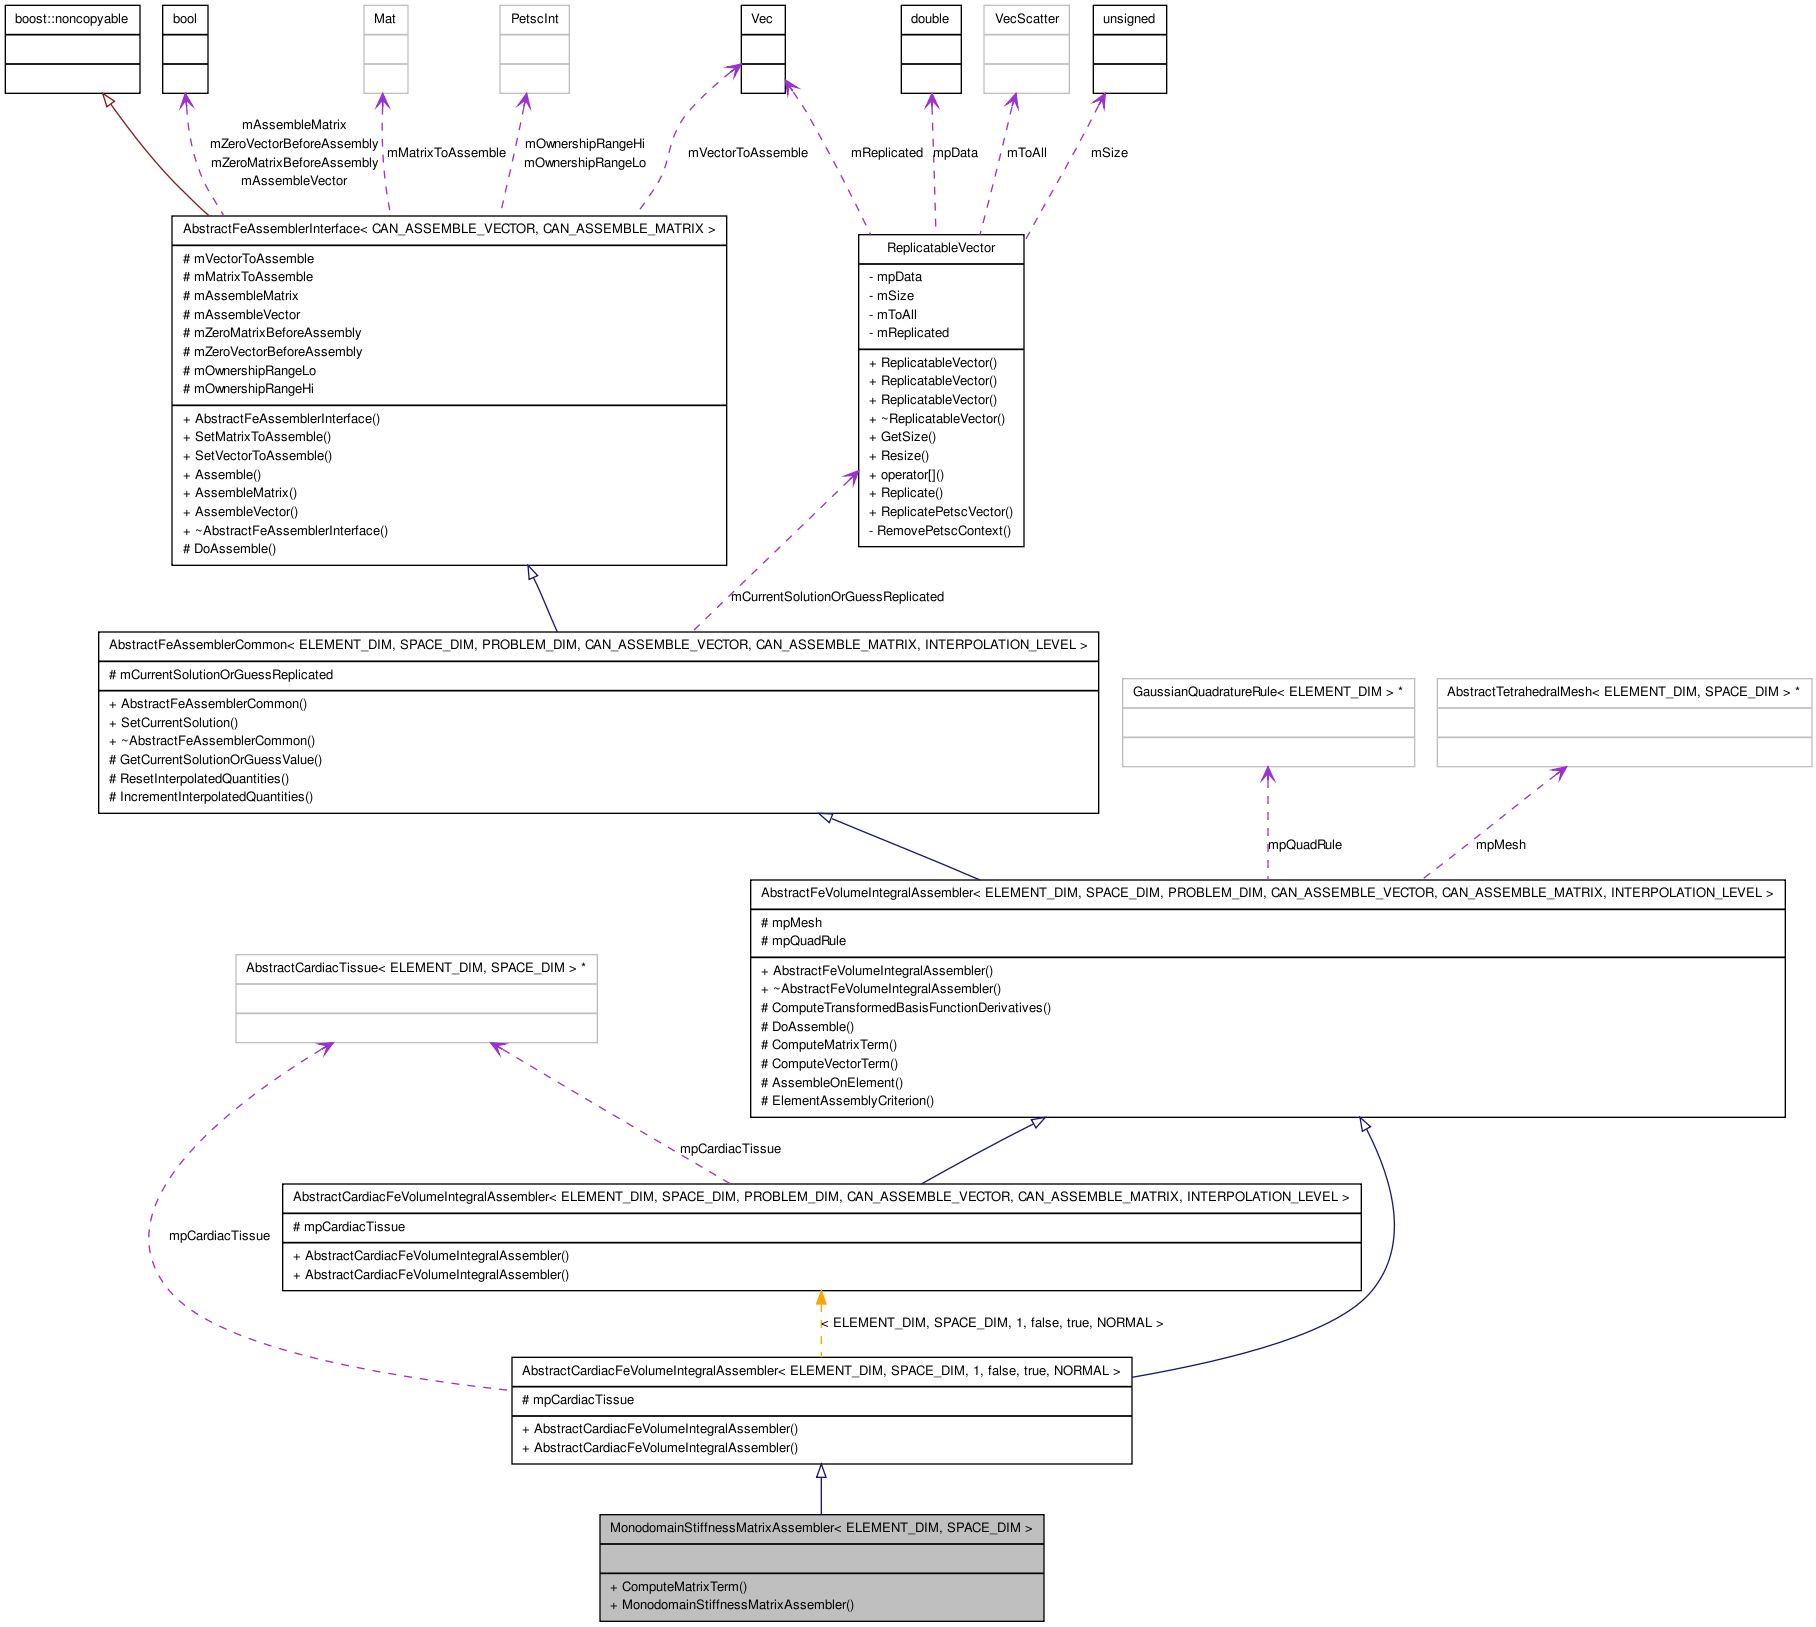 boost::noncopyable
bool
Mat
PetscInt
Vec
double
VecScatter
unsigned
mAssembleMatrix
mZeroVectorBeforeAssembly
mZeroMatrixBeforeAssembly
mAssembleVector
mMatrixToAssemble
mOwnershipRangeHi
mOwnershipRangeLo
mVectorToAssemble
mReplicated
mpData
mToAll
mSize
AbstractFeAssemblerInterface< CAN_ASSEMBLE_VECTOR, CAN_ASSEMBLE_MATRIX >
# mVectorToAssemble
# mMatrixToAssemble
# mAssembleMatrix
# mAssembleVector
# mZeroMatrixBeforeAssembly
# mZeroVectorBeforeAssembly
# mOwnershipRangeLo
# mOwnershipRangeHi
+ AbstractFeAssemblerInterface()
+ SetMatrixToAssemble()
+ SetVectorToAssemble()
+ Assemble()
+ AssembleMatrix()
+ AssembleVector()
+ ~AbstractFeAssemblerInterface()
# DoAssemble()
ReplicatableVector
- mpData
- mSize
- mToAll
- mReplicated
+ ReplicatableVector()
+ ReplicatableVector()
+ ReplicatableVector()
+ ~ReplicatableVector()
+ GetSize()
+ Resize()
+ operator[]()
+ Replicate()
+ ReplicatePetscVector()
- RemovePetscContext()
mCurrentSolutionOrGuessReplicated
AbstractFeAssemblerCommon< ELEMENT_DIM, SPACE_DIM, PROBLEM_DIM, CAN_ASSEMBLE_VECTOR, CAN_ASSEMBLE_MATRIX, INTERPOLATION_LEVEL >
# mCurrentSolutionOrGuessReplicated
+ AbstractFeAssemblerCommon()
+ SetCurrentSolution()
+ ~AbstractFeAssemblerCommon()
# GetCurrentSolutionOrGuessValue()
# ResetInterpolatedQuantities()
# IncrementInterpolatedQuantities()
GaussianQuadratureRule< ELEMENT_DIM > *
AbstractTetrahedralMesh< ELEMENT_DIM, SPACE_DIM > *
mpQuadRule
mpMesh
AbstractFeVolumeIntegralAssembler< ELEMENT_DIM, SPACE_DIM, PROBLEM_DIM, CAN_ASSEMBLE_VECTOR, CAN_ASSEMBLE_MATRIX, INTERPOLATION_LEVEL >
# mpMesh
# mpQuadRule
+ AbstractFeVolumeIntegralAssembler()
+ ~AbstractFeVolumeIntegralAssembler()
# ComputeTransformedBasisFunctionDerivatives()
# DoAssemble()
# ComputeMatrixTerm()
# ComputeVectorTerm()
# AssembleOnElement()
# ElementAssemblyCriterion()
AbstractCardiacTissue< ELEMENT_DIM, SPACE_DIM > *
mpCardiacTissue
mpCardiacTissue
AbstractCardiacFeVolumeIntegralAssembler< ELEMENT_DIM, SPACE_DIM, PROBLEM_DIM, CAN_ASSEMBLE_VECTOR, CAN_ASSEMBLE_MATRIX, INTERPOLATION_LEVEL >
# mpCardiacTissue
+ AbstractCardiacFeVolumeIntegralAssembler()
+ AbstractCardiacFeVolumeIntegralAssembler()
< ELEMENT_DIM, SPACE_DIM, 1, false, true, NORMAL >
AbstractCardiacFeVolumeIntegralAssembler< ELEMENT_DIM, SPACE_DIM, 1, false, true, NORMAL >
# mpCardiacTissue
+ AbstractCardiacFeVolumeIntegralAssembler()
+ AbstractCardiacFeVolumeIntegralAssembler()
MonodomainStiffnessMatrixAssembler< ELEMENT_DIM, SPACE_DIM >
+ ComputeMatrixTerm()
+ MonodomainStiffnessMatrixAssembler()